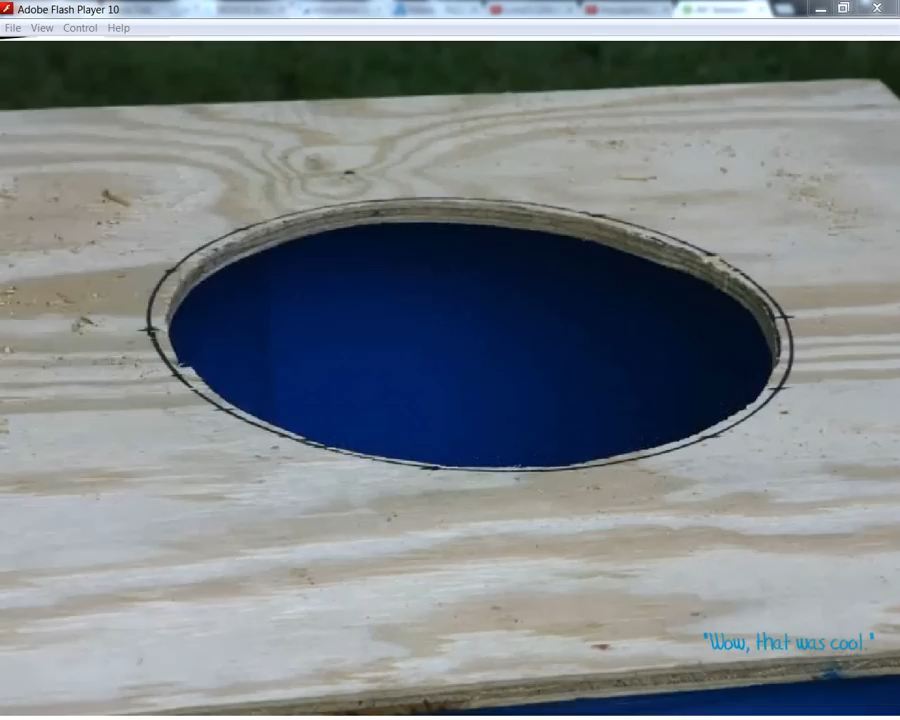 Adobe Flash Player 10
File View Control Help
"Wow, that was cool."